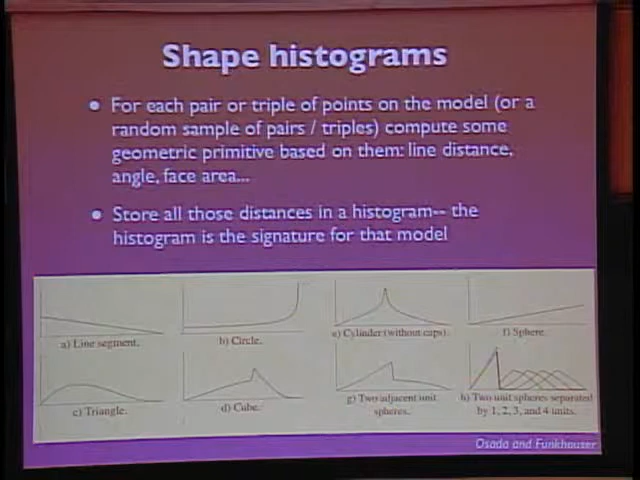 Shape histograms
• For each pair or triple of points on the model (or a
random sample of pairs / triples) compute some
geometric primitive based on them: line distance,
angle, face area...
• Store all those distances in a histogram-- the
histogram is the signature for that model
a) Line segment.
b) Circle.
e) Cylinder (without caps).
f) Sphere.
c) Triangle.
d) Cube.
g) Two adjacent unit
spheres.
h) Two unit spheres separated
by 1, 2, 3, and 4 units.
Osada and Funkhouser